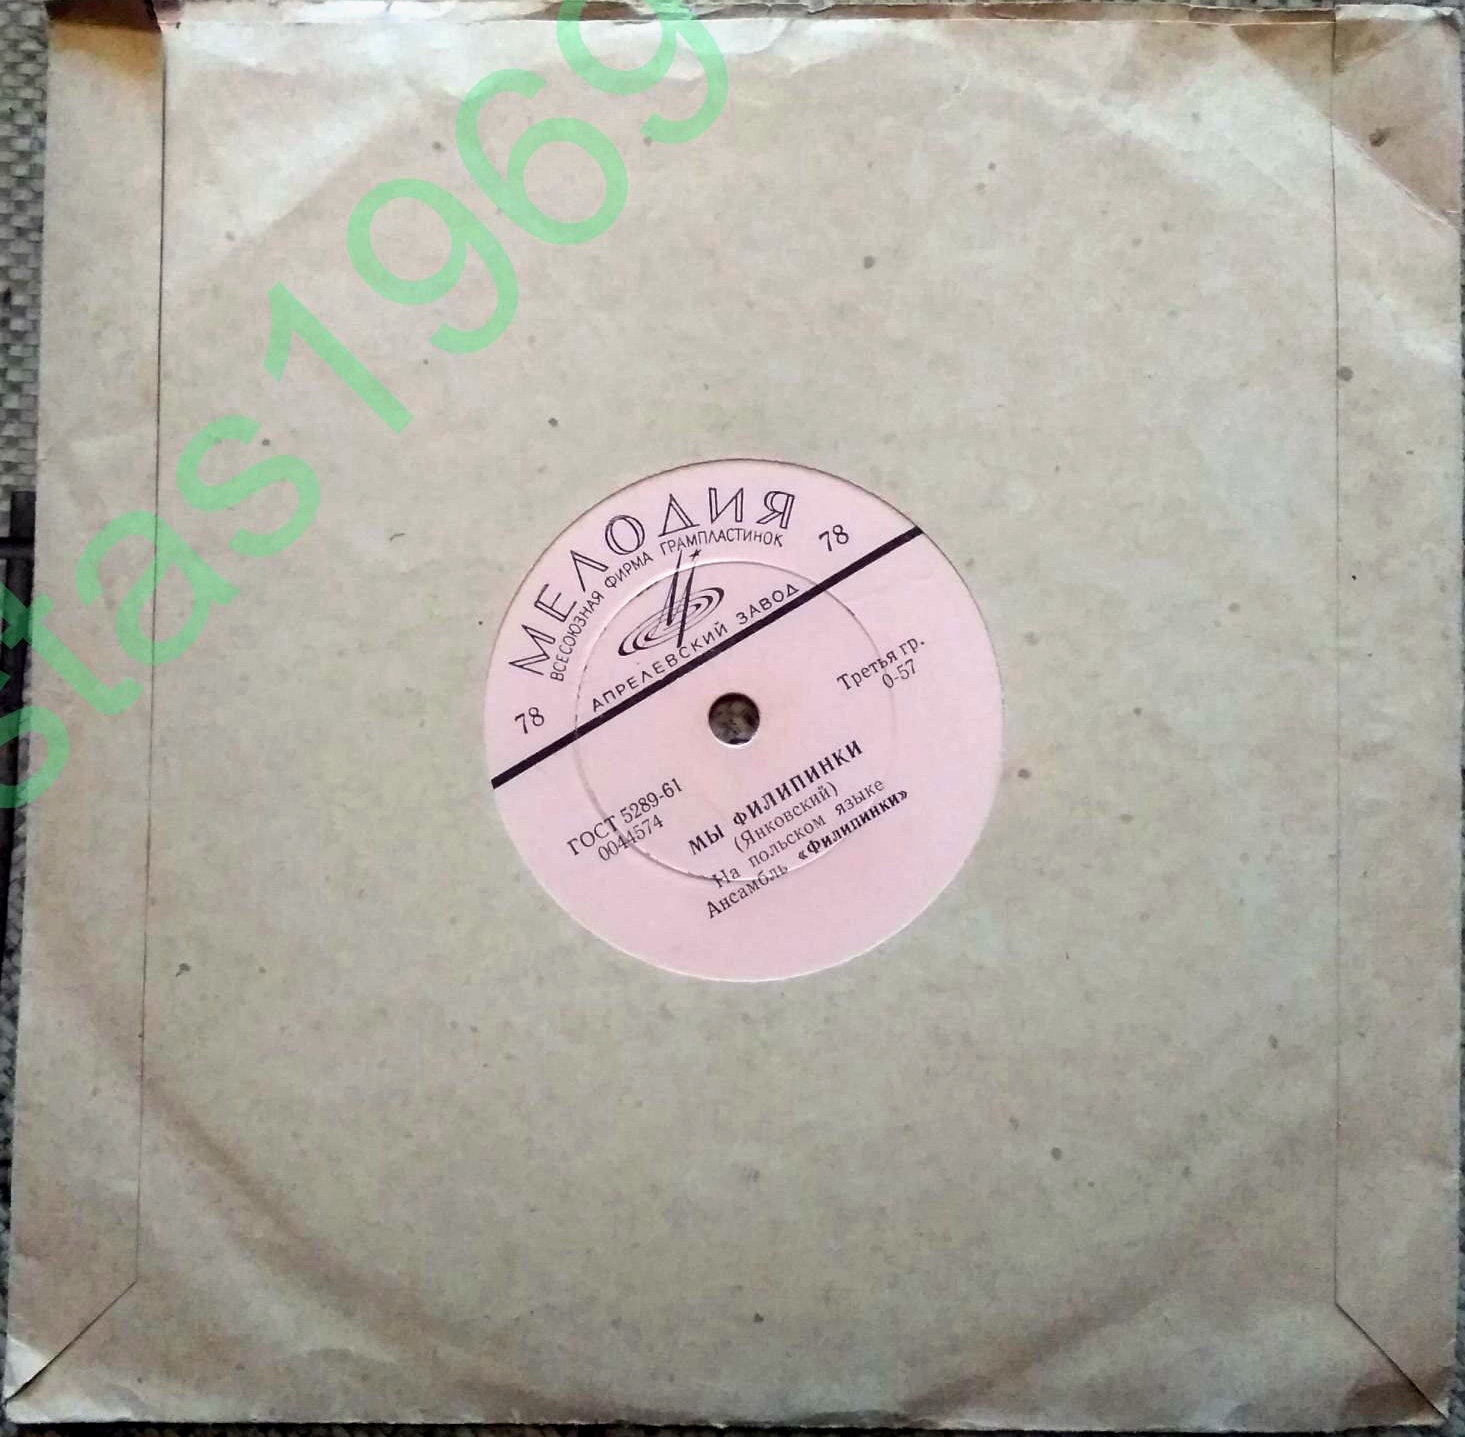 stas1969
МЕЛОДИЯ
ВСЕСОЮЗНАЯ ФИРМА ГРАМПЛАСТИНОК
78
78
АПРЕЛЕВСКИЙ ЗАВОД
Третья гр.
0-57
ГОСТ 5289-61
0044574
МЫ ФИЛИПИНКИ
(Янковский)
На польском языке
Ансамбль «Филипинки»